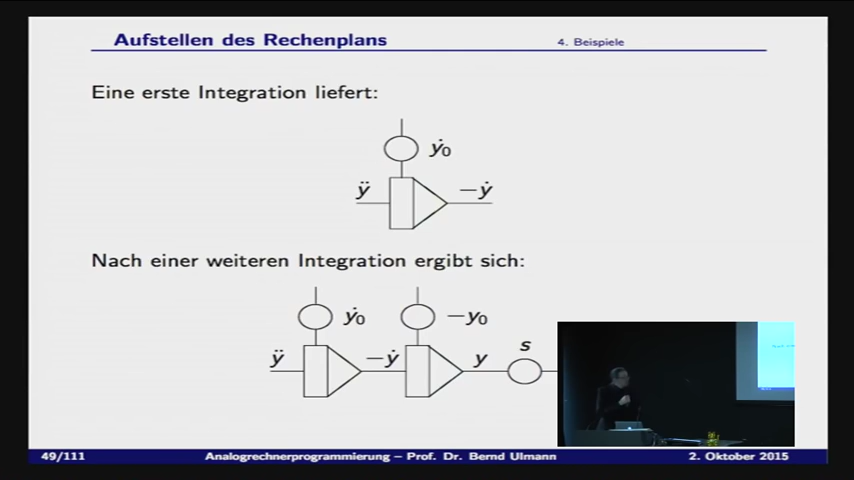 Aufstellen des Rechenplans
4. Beispiele
Eine erste Integration liefert:
ẏ₀
ÿ
−ẏ
Nach einer weiteren Integration ergibt sich:
ẏ₀
−y₀
ÿ
−ẏ
y
s
49/111
Analogrechnerprogrammierung – Prof. Dr. Bernd Ulmann
2. Oktober 2015